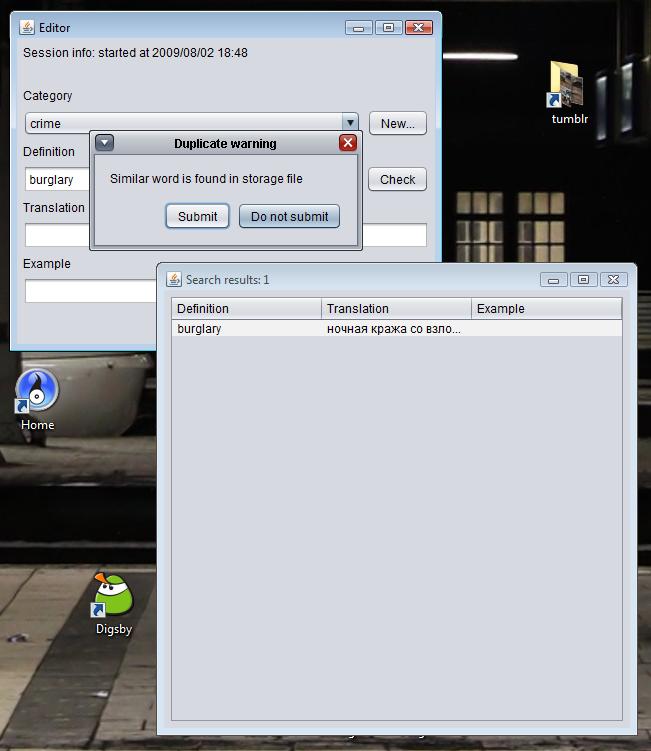 Editor
Session info: started at 2009/08/02 18:48
Category
crime
New...
Definition
burglary
Check
Translation
Example
Duplicate warning
Similar word is found in storage file
Submit
Do not submit
Search results: 1
Definition Translation Example
burglary ночная кража со взло...
tumblr
Home
Digsby